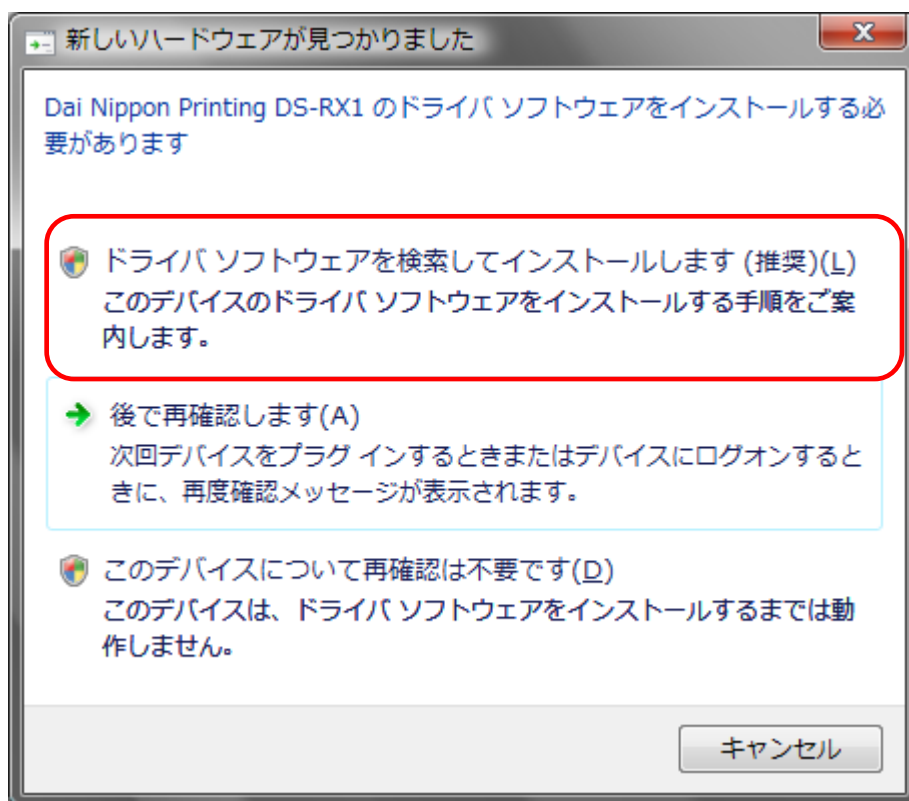 新しいハードウェアが見つかりました
Dai Nippon Printing DS-RX1 のドライバ ソフトウェアをインストールする必
要があります
ドライバ ソフトウェアを検索してインストールします (推奨)(L)
このデバイスのドライバ ソフトウェアをインストールする手順をご案
内します。
後で再確認します(A)
次回デバイスをプラグ インするときまたはデバイスにログオンすると
きに、再度確認メッセージが表示されます。
このデバイスについて再確認は不要です(D)
このデバイスは、ドライバ ソフトウェアをインストールするまでは動
作しません。
キャンセル